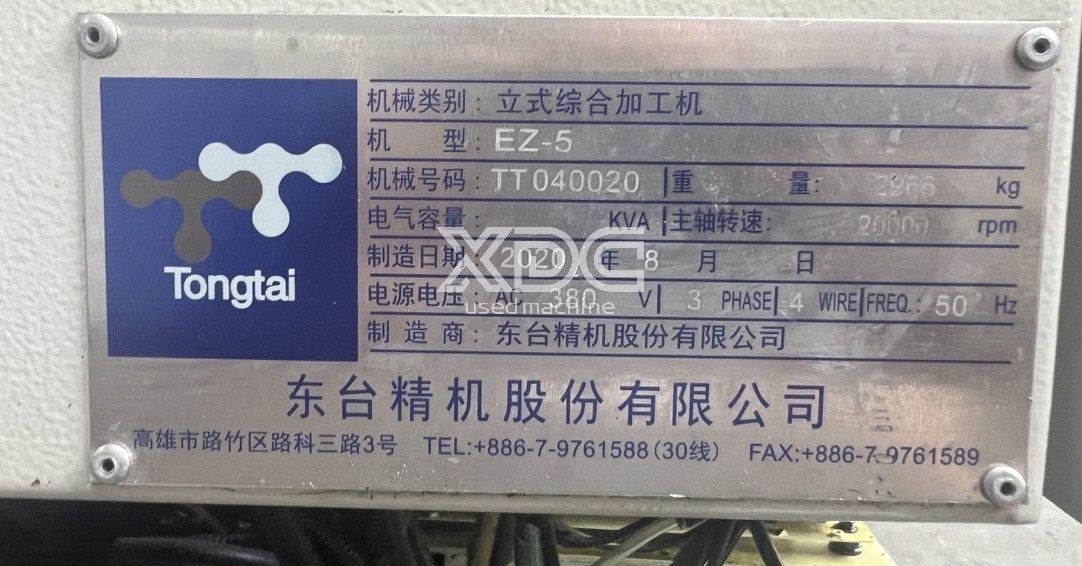 Tongtai
机械类别：立式综合加工机
机 型：EZ-5
机械号码：TT040020 重 量： kg
电气容量： KVA 主轴转速： 20000 rpm
制造日期：2020 年 8 月 日
电源电压：AC 380 V 3 PHASE 4 WIRE FREQ.: 50 Hz
制 造 商：东台精机股份有限公司
XDC
used machine
东台精机股份有限公司
高雄市路竹区路科三路3号 TEL:+886-7-9761588(30线) FAX:+886-7-9761589